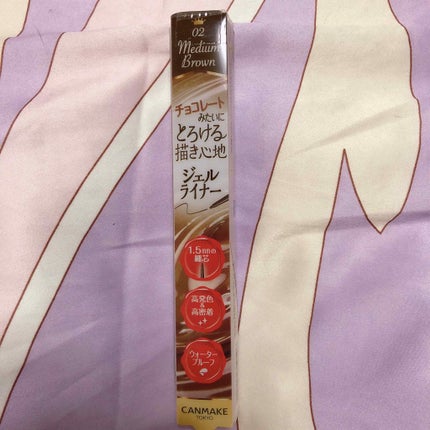 02
Medium
Brown
チョコレート
みたいに
とろける
描き心地
ジェル
ライナー
1.5mmの
細芯
高発色
&
高密着
ウォーター
プルーフ
CANMAKE
TOKYO